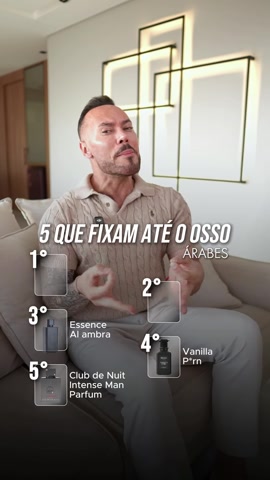 5 QUE FIXAM ATÉ O OSSO
ÁRABES
1°
2°
3°
Essence
Al ambra
4°
Vanilla
P*rn
5°
Club de Nuit
Intense Man
Parfum